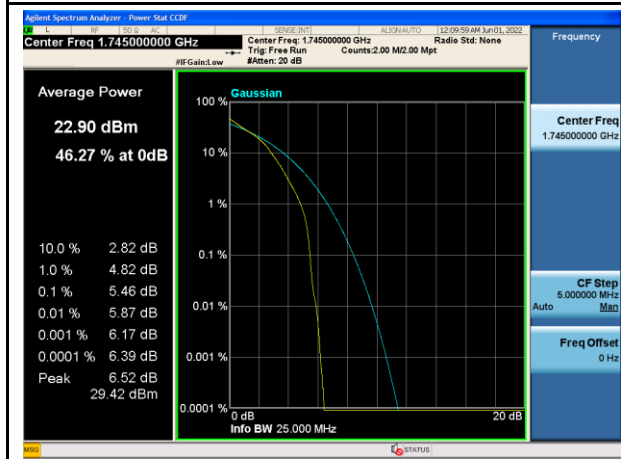 Agilent Spectrum Analyzer - Power Stat CCDF
L RF 50 Ω AC SENSE:INT ALIGNAUTO 12:09:59 AM Jun 01, 2022
Center Freq 1.745000000 GHz
Center Freq: 1.745000000 GHz Radio Std: None
Trig: Free Run Counts:2.00 M/2.00 Mpt
#IFGain:Low #Atten: 20 dB
Frequency
Average Power
22.90 dBm
46.27 % at 0dB
10.0 % 2.82 dB
1.0 % 4.82 dB
0.1 % 5.46 dB
0.01 % 5.87 dB
0.001 % 6.17 dB
0.0001 % 6.39 dB
Peak 6.52 dB
29.42 dBm
Gaussian
100 %
10 %
1 %
0.1 %
0.01 %
0.001 %
0.0001 %
0 dB 20 dB
Info BW 25.000 MHz
Center Freq
1.745000000 GHz
CF Step
5.000000 MHz
Auto Man
Freq Offset
0 Hz
MSG STATUS